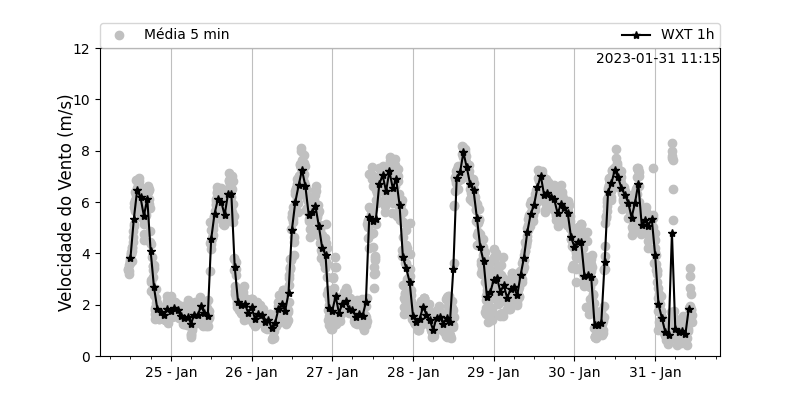 Média 5 min WXT 1h
2023-01-31 11:15
Velocidade do Vento (m/s)
12
10
8
6
4
2
0
25 - Jan 26 - Jan 27 - Jan 28 - Jan 29 - Jan 30 - Jan 31 - Jan